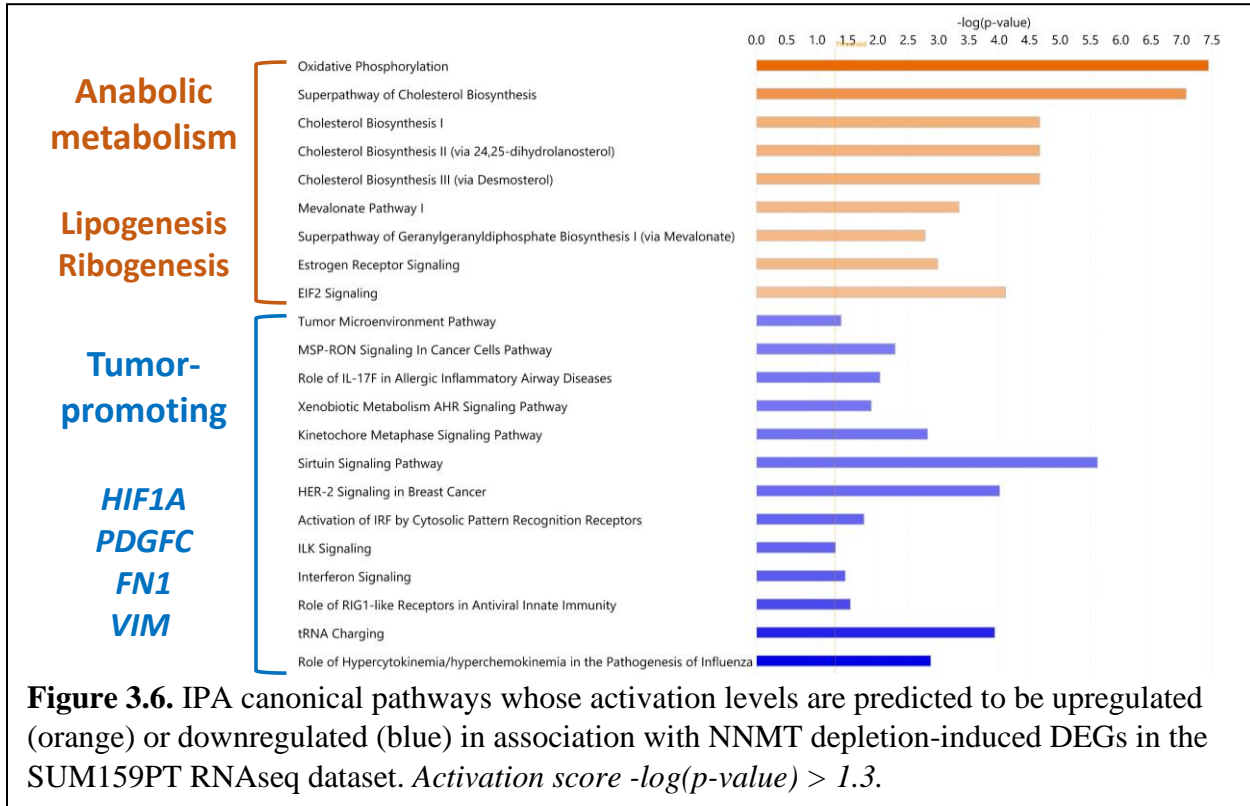 -log(p-value)
0.0 0.5 1.0 1.5 2.0 2.5 3.0 3.5 4.0 4.5 5.0 5.5 6.0 6.5 7.0 7.5
Threshold
Anabolic
metabolism
Lipogenesis
Ribogenesis
Oxidative Phosphorylation
Superpathway of Cholesterol Biosynthesis
Cholesterol Biosynthesis I
Cholesterol Biosynthesis II (via 24,25-dihydrolanosterol)
Cholesterol Biosynthesis III (via Desmosterol)
Mevalonate Pathway I
Superpathway of Geranylgeranyldiphosphate Biosynthesis I (via Mevalonate)
Estrogen Receptor Signaling
EIF2 Signaling
Tumor-
promoting
HIF1A
PDGFC
FN1
VIM
Tumor Microenvironment Pathway
MSP-RON Signaling In Cancer Cells Pathway
Role of IL-17F in Allergic Inflammatory Airway Diseases
Xenobiotic Metabolism AHR Signaling Pathway
Kinetochore Metaphase Signaling Pathway
Sirtuin Signaling Pathway
HER-2 Signaling in Breast Cancer
Activation of IRF by Cytosolic Pattern Recognition Receptors
ILK Signaling
Interferon Signaling
Role of RIG1-like Receptors in Antiviral Innate Immunity
tRNA Charging
Role of Hypercytokinemia/hyperchemokinemia in the Pathogenesis of Influenza
Figure 3.6. IPA canonical pathways whose activation levels are predicted to be upregulated
(orange) or downregulated (blue) in association with NNMT depletion-induced DEGs in the
SUM159PT RNAseq dataset. Activation score -log(p-value) > 1.3.